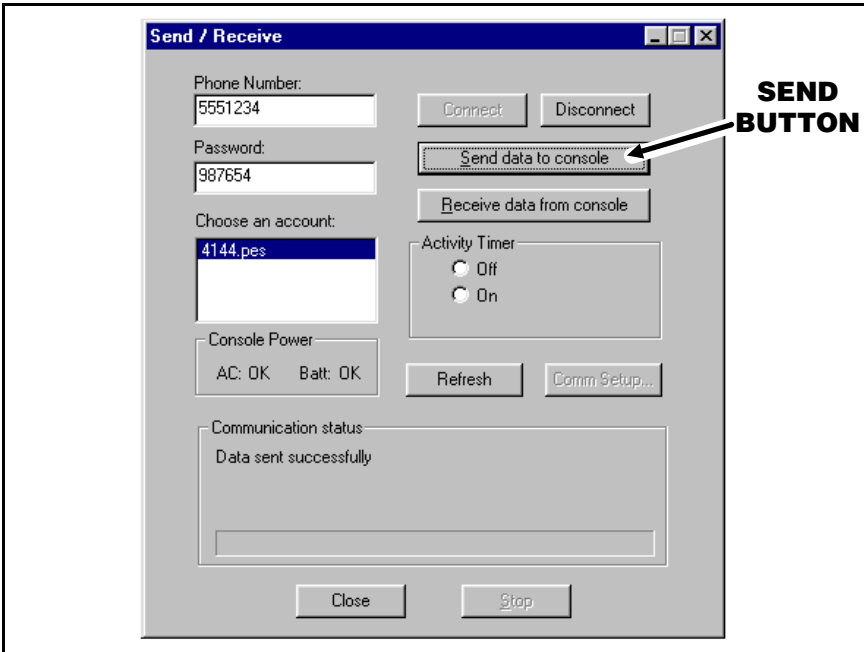 Send / Receive
Phone Number:
5551234
Connect
Disconnect
SEND
BUTTON
Password:
987654
Send data to console
Receive data from console
Choose an account:
4144.pes
Activity Timer
Off
On
Console Power
AC: OK Batt: OK
Refresh
Comm Setup...
Communication status
Data sent successfully
Close
Stop